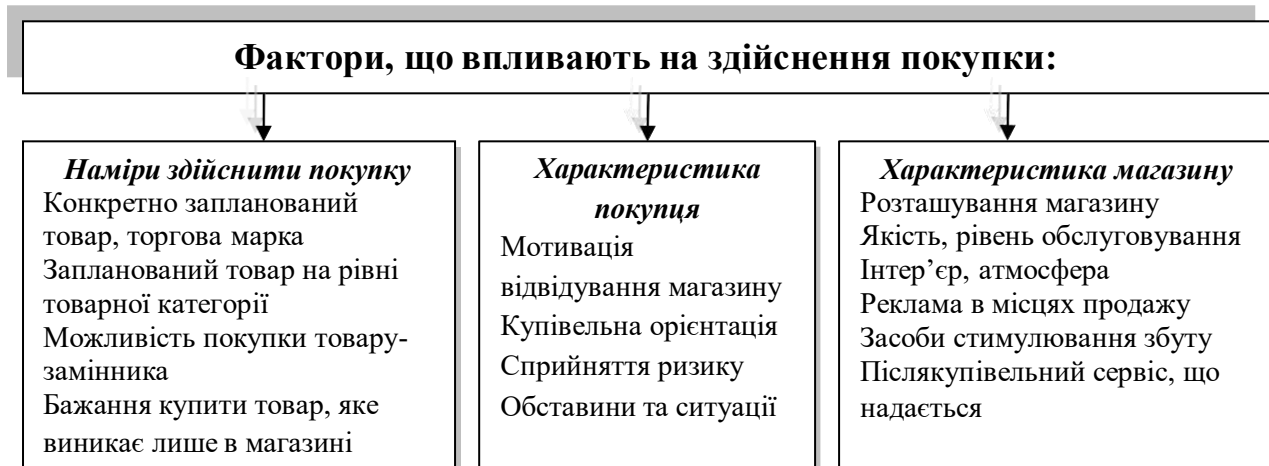 Фактори, що впливають на здійснення покупки:
Наміри здійснити покупку
Конкретно запланований
товар, торгова марка
Запланований товар на рівні
товарної категорії
Можливість покупки товару-
замінника
Бажання купити товар, яке
виникає лише в магазині
Характеристика
покупця
Мотивація
відвідування магазину
Купівельна орієнтація
Сприйняття ризику
Обставини та ситуації
Характеристика магазину
Розташування магазину
Якість, рівень обслуговування
Інтер’єр, атмосфера
Реклама в місцях продажу
Засоби стимулювання збуту
Післякупівельний сервіс, що
надається